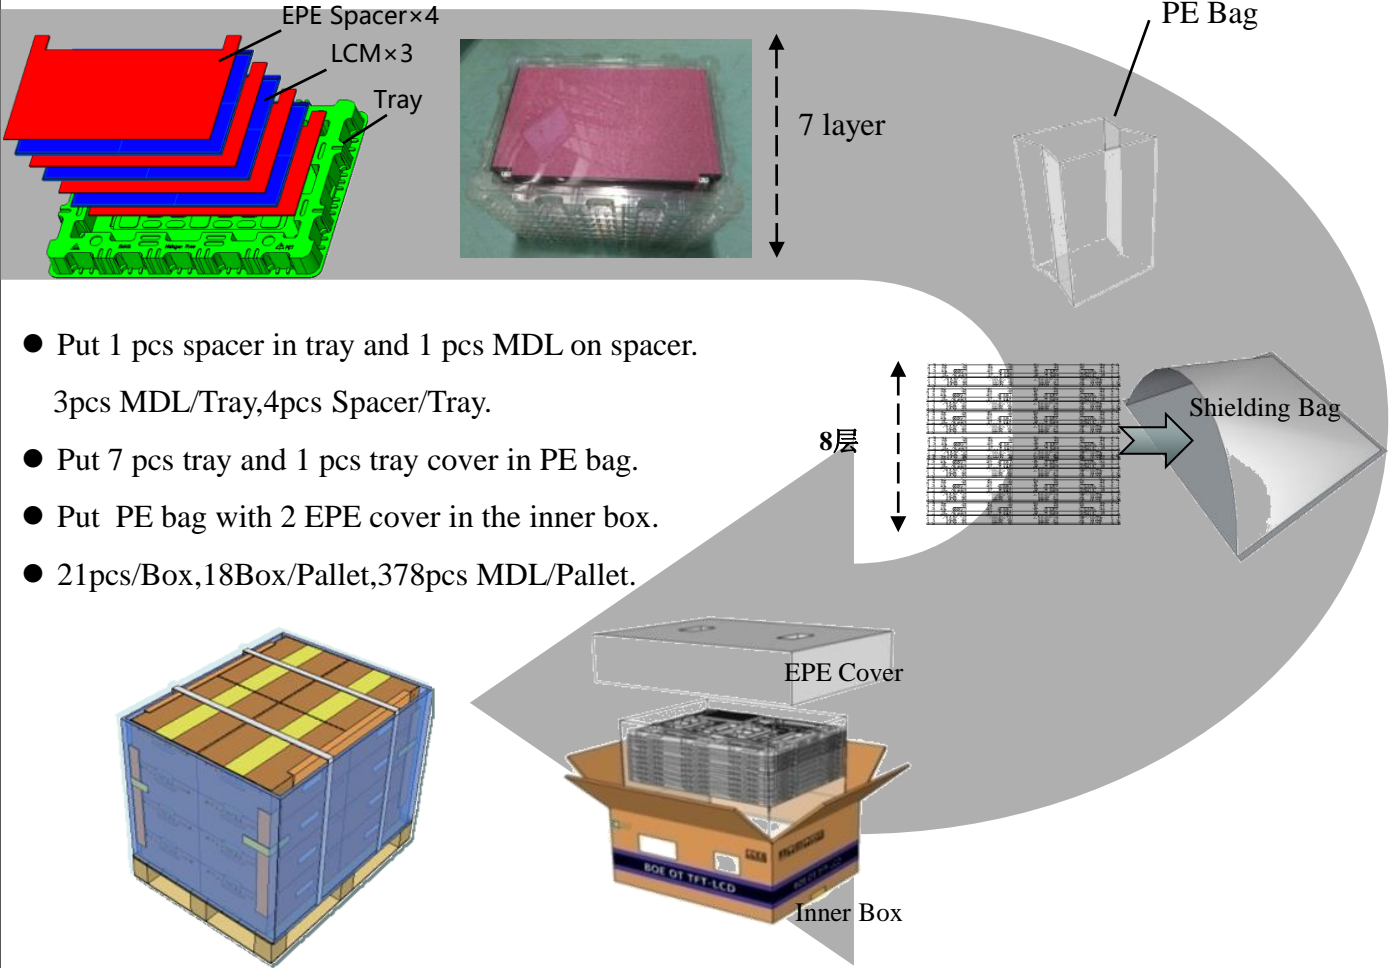 EPE Spacer×4
LCM×3
Tray
7 layer
PE Bag
● Put 1 pcs spacer in tray and 1 pcs MDL on spacer.
3pcs MDL/Tray,4pcs Spacer/Tray.
● Put 7 pcs tray and 1 pcs tray cover in PE bag.
● Put PE bag with 2 EPE cover in the inner box.
● 21pcs/Box,18Box/Pallet,378pcs MDL/Pallet.
8层
Shielding Bag
EPE Cover
BOE OT TFT-LCD
Inner Box